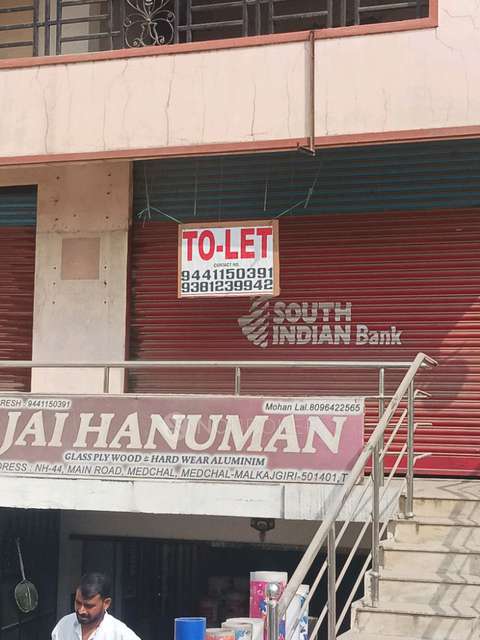 TO-LET
CONTACT NO.
9441150391
9381239942
SOUTH
INDIAN Bank
RESH : 9441150391
Mohan Lal.8096422565
JAI HANUMAN
GLASS PLY WOOD & HARD WEAR ALUMINIM
DRESS : NH-44, MAIN ROAD, MEDCHAL, MEDCHAL-MALKAJGIRI-501401, T